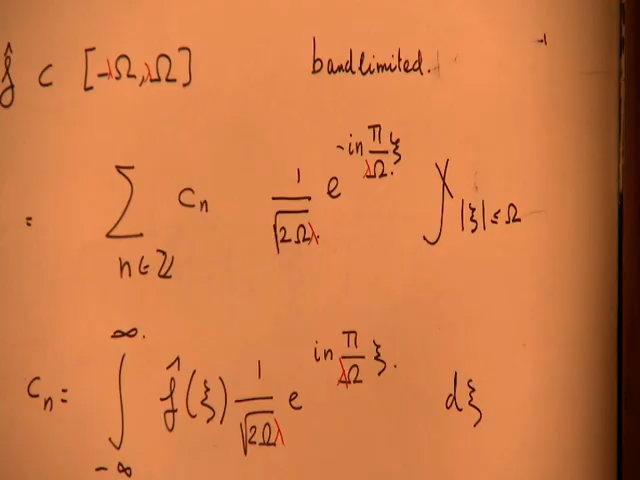 f̂ ⊂ [-λΩ, λΩ] bandlimited.
= ∑_{n∈ℤ} c_n 1/√(2Ωλ) e^{-in π/(λΩ) ξ} χ_{|ξ|≤Ω}
c_n = ∫_{-∞}^{∞} f̂(ξ) 1/√(2Ωλ) e^{in π/(λΩ) ξ} dξ